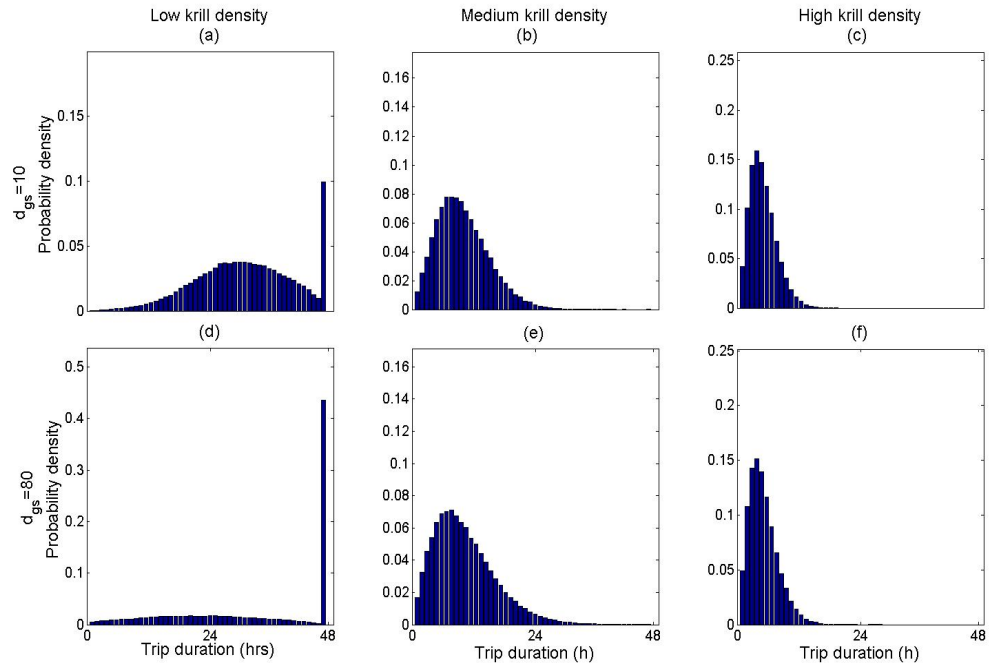 Low krill density
Medium krill density
High krill density
(a)
(b)
(c)
0.15
0.1
0.05
0
d_gs=10
Probability density
0.16
0.14
0.12
0.1
0.08
0.06
0.04
0.02
0
0.25
0.2
0.15
0.1
0.05
0
(d)
(e)
(f)
0.5
0.4
0.3
0.2
0.1
0
d_gs=80
Probability density
0 24 48
Trip duration (hrs)
0.16
0.14
0.12
0.1
0.08
0.06
0.04
0.02
0
0 24 48
Trip duration (h)
0.25
0.2
0.15
0.1
0.05
0
0 24 48
Trip duration (h)